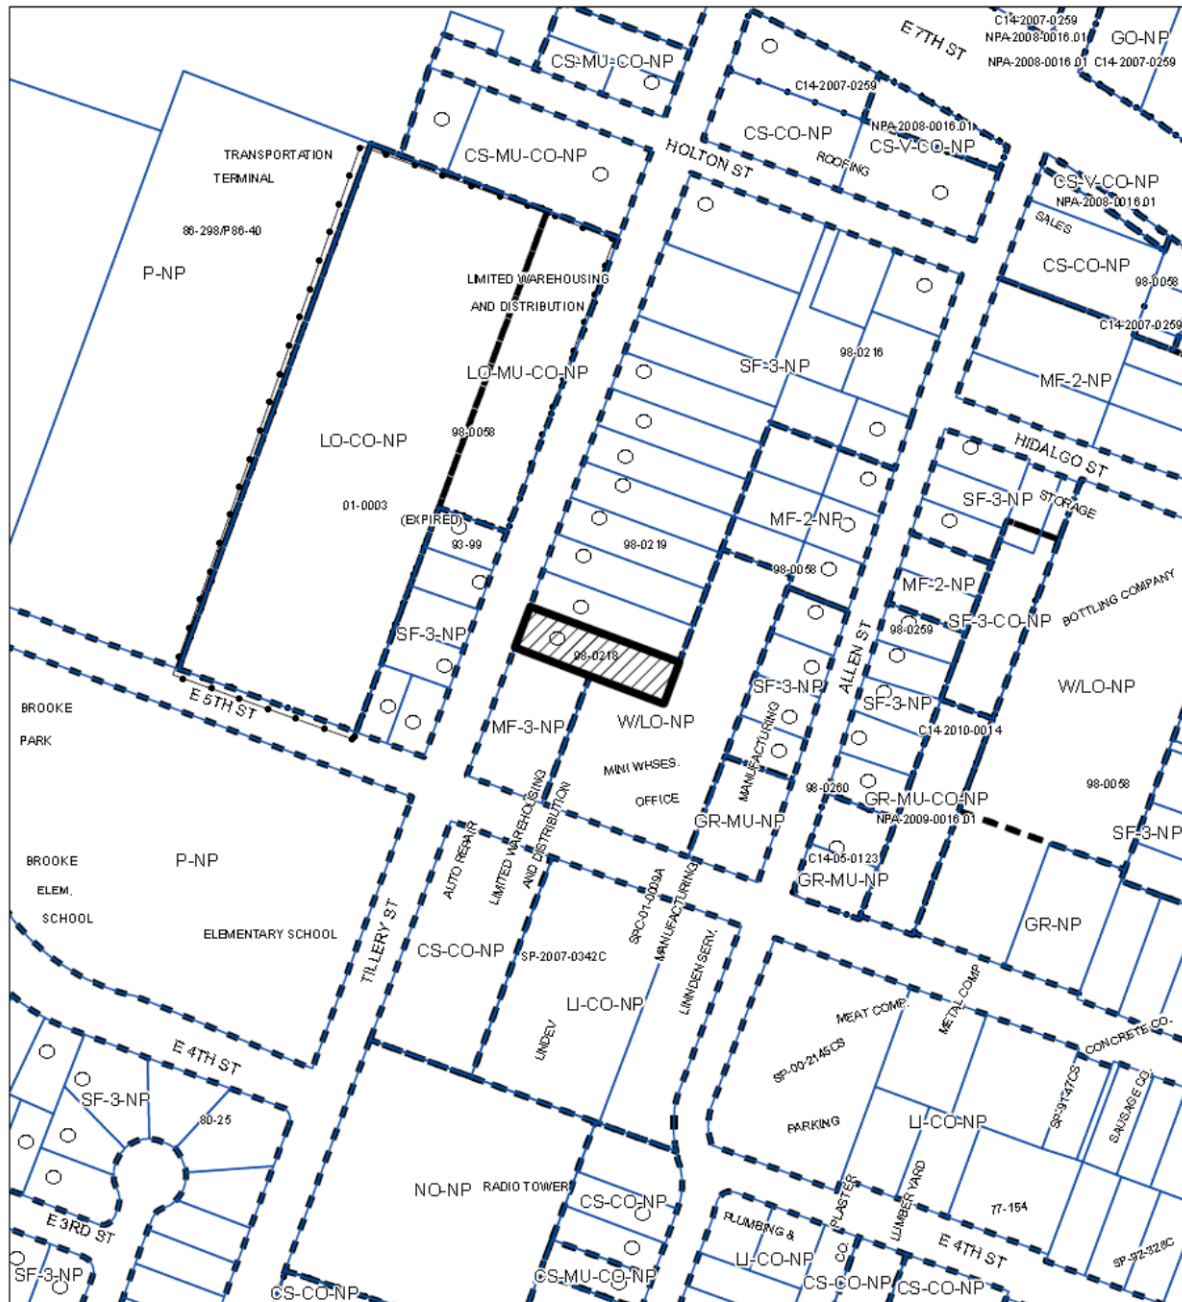 E 7TH ST
C14-2007-0259
NPA-2008-0016.01
GO-NP
NPA-2008-0016.01
C14-2007-0259
CS-MU-CO-NP
C14-2007-0259
NPA-2008-0016.01
CS-CO-NP
CS-V-CO-NP
ROOFING
HOLTON ST
CS-MU-CO-NP
TRANSPORTATION
TERMINAL
86-298/P86-40
P-NP
CS-V-CO-NP
NPA-2008-0016.01
SALES
CS-CO-NP
98-0058
C14-2007-0259
LIMITED WAREHOUSING
AND DISTRIBUTION
LO-MU-CO-NP
SF-3-NP
98-0216
MF-2-NP
HIDALGO ST
LO-CO-NP
98-0058
01-0003
(EXPIRED)
93-99
98-0219
MF-2-NP
98-0058
SF-3-NP
STORAGE
MF-2-NP
SF-3-CO-NP
98-0259
BOTTLING COMPANY
W/LO-NP
SF-3-NP
98-0218
ALLEN ST
SF-3-NP
SF-3-NP
C14-2010-0014
E 5TH ST
BROOKE
PARK
MF-3-NP
W/LO-NP
MINI WHSES.
OFFICE
MANUFACTURING
98-0260
GR-MU-CO-NP
NPA-2009-0016.01
98-0058
SF-3-NP
GR-MU-NP
C14-05-0123
GR-MU-NP
GR-NP
LIMITED WAREHOUSING
AND DISTRIBUTION
AUTO REPAIR
P-NP
BROOKE
ELEM.
SCHOOL
ELEMENTARY SCHOOL
TILLERY ST
CS-CO-NP
SP-2007-0342C
SPC-01-0009A
MANUFACTURING
LINNDEN SERV.
LI-CO-NP
LINDEV
MEAT COMP.
METAL COMP
CONCRETE CO.
SP-00-2145CS
PARKING
LI-CO-NP
SP-91-47CS
SAUSAGE CO.
E 4TH ST
SF-3-NP
80-25
NO-NP
RADIO TOWER
CS-CO-NP
PLASTER
CO.
LUMBER YARD
77-154
E 3RD ST
PLUMBING &
LI-CO-NP
E 4TH ST
SP-92-328C
SF-3-NP
CS-CO-NP
CS-MU-CO-NP
CS-CO-NP
CS-CO-NP